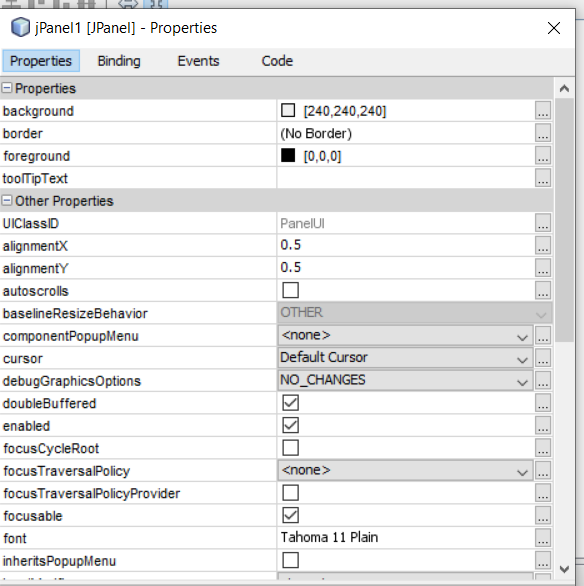 jPanel1 [JPanel] - Properties
Properties Binding Events Code
Properties
background [240,240,240] ...
border (No Border) ...
foreground [0,0,0] ...
toolTipText ...
Other Properties
UIClassID PanelUI ...
alignmentX 0.5 ...
alignmentY 0.5 ...
autoscrolls ...
baselineResizeBehavior OTHER
componentPopupMenu <none> ...
cursor Default Cursor ...
debugGraphicsOptions NO_CHANGES ...
doubleBuffered ...
enabled ...
focusCycleRoot ...
focusTraversalPolicy <none> ...
focusTraversalPolicyProvider ...
focusable ...
font Tahoma 11 Plain ...
inheritsPopupMenu ...